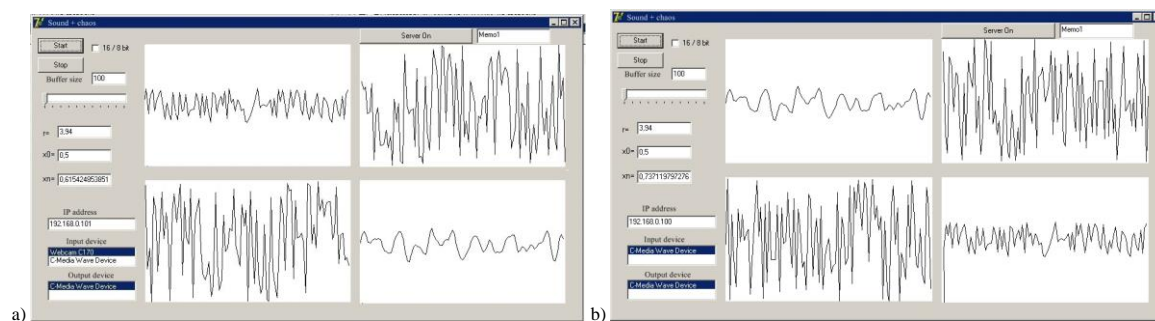 Sound + chaos
Server On
Memo1
Start
16 / 8 bit
Stop
Buffer size
100
r=
3,94
x0=
0,5
xn=
0,615424853851
IP address
192.168.0.101
Input device
Webcam C170
C-Media Wave Device
Output device
C-Media Wave Device
a)
Sound + chaos
Server On
Memo1
Start
16 / 8 bit
Stop
Buffer size
100
r=
3,94
x0=
0,5
xn=
0,737119797276
IP address
192.168.0.100
Input device
C-Media Wave Device
Output device
C-Media Wave Device
b)